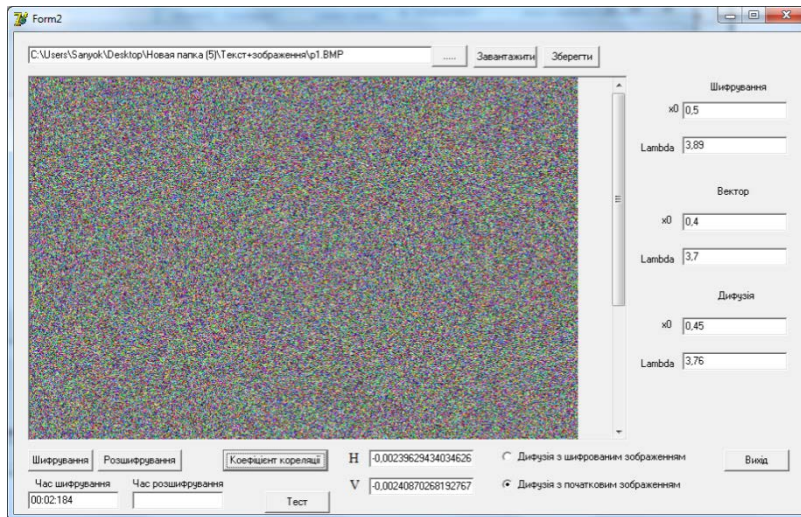 Form2
C:\Users\Sanyok\Desktop\Новая папка (5)\Текст+зображення\p1.BMP
.....
Завантажити
Зберегти
Шифрування
x0 0,5
Lambda 3,89
Вектор
x0 0,4
Lambda 3,7
Дифузія
x0 0,45
Lambda 3,76
Шифрування
Розшифрування
Коефіцієнт кореляції
H -0,00239629434034626
Дифузія з шифрованим зображенням
Вихід
Час шифрування
Час розшифрування
V -0,00240870268192767
Дифузія з початковим зображенням
00:02:184
Тест